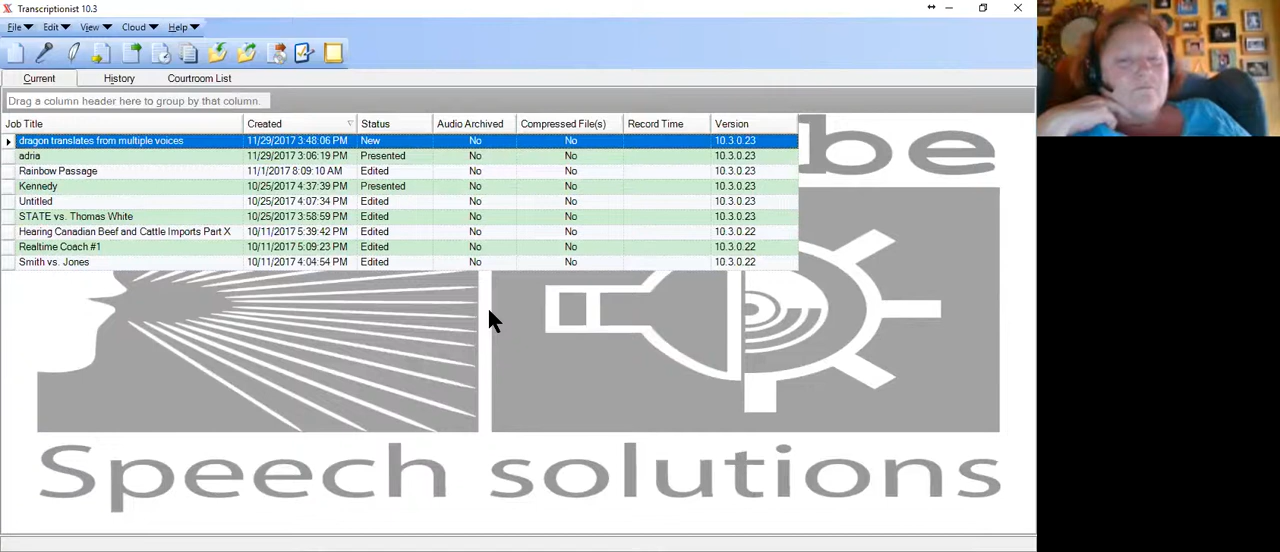 Transcriptionist 10.3
File Edit View Cloud Help
Current History Courtroom List
Drag a column header here to group by that column.
Job Title Created Status Audio Archived Compressed File(s) Record Time Version
dragon translates from multiple voices 11/29/2017 3:48:06 PM New No No 10.3.0.23
adria 11/29/2017 3:06:19 PM Presented No No 10.3.0.23
Rainbow Passage 11/1/2017 8:09:10 AM Edited No No 10.3.0.23
Kennedy 10/25/2017 4:37:39 PM Presented No No 10.3.0.23
Untitled 10/25/2017 4:07:34 PM Edited No No 10.3.0.23
STATE vs. Thomas White 10/25/2017 3:58:59 PM Edited No No 10.3.0.23
Hearing Canadian Beef and Cattle Imports Part X 10/11/2017 5:39:42 PM Edited No No 10.3.0.22
Realtime Coach #1 10/11/2017 5:09:23 PM Edited No No 10.3.0.22
Smith vs. Jones 10/11/2017 4:04:54 PM Edited No No 10.3.0.22
be
Speech solutions